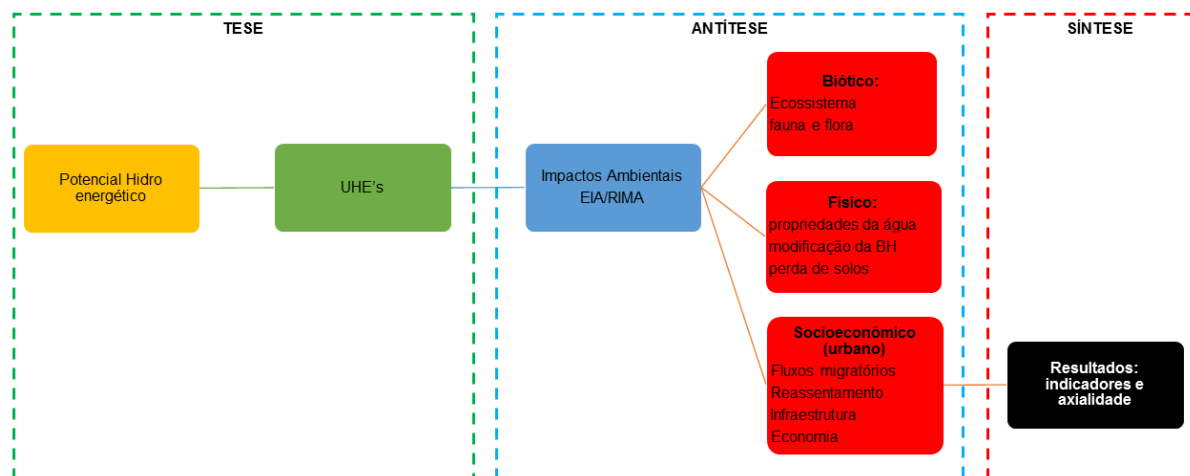 TESE
Potencial Hidro
energético
UHE's
ANTÍTESE
Impactos Ambientais
EIA/RIMA
Biótico:
Ecossistema
fauna e flora
Físico:
propriedades da água
modificação da BH
perda de solos
Socioeconômico
(urbano)
Fluxos migratórios
Reassentamento
Infraestrutura
Economia
SÍNTESE
Resultados:
indicadores e
axialidade